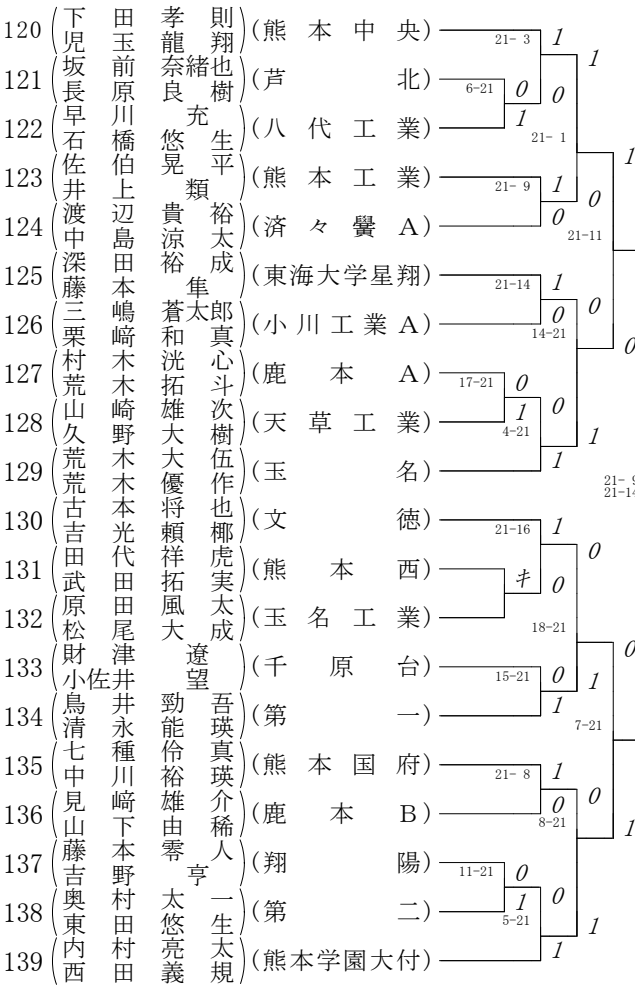 120 (下田孝則 児玉龍翔) (熊本中央)
121 (坂前奈緒也 長原良樹) (芦北)
122 (早川充 石橋悠生) (八代工業)
123 (佐伯晃平 井上類) (熊本工業)
124 (渡辺貴裕 中島涼太) (済々黌A)
125 (深田裕成 藤本隼) (東海大学星翔)
126 (三嶋蒼太郎 栗﨑和真) (小川工業A)
127 (村木洸心 荒木拓斗) (鹿本A)
128 (山崎雄次 久野大樹) (天草工業)
129 (荒木大伍 荒木優作) (玉名)
130 (古本将也 吉光頼椰) (文徳)
131 (田代祥虎 武田拓実) (熊本西)
132 (原田風太 松尾大成) (玉名工業)
133 (財津遼 小佐井望) (千原台)
134 (鳥井勁吾 清永能瑛) (第一)
135 (七種伶真 中川裕瑛) (熊本国府)
136 (見﨑雄介 山下由稀) (鹿本B)
137 (藤本零人 吉野亨) (翔陽)
138 (奥村太一 東田悠生) (第二)
139 (内村亮太 西田義規) (熊本学園大付)
21- 3 1
1
6-21 0 0
1
21- 1
1
21- 9 1 0
0
21-11
21-14 1 0
0
14-21
0
17-21 0 0
1
4-21
1
1
21- 9
21-14
21-16 1
0
キ 0
18-21
0
15-21 0 1
1
7-21
21- 8 1 0
0
8-21
1
11-21 0 0
1
5-21
1
1